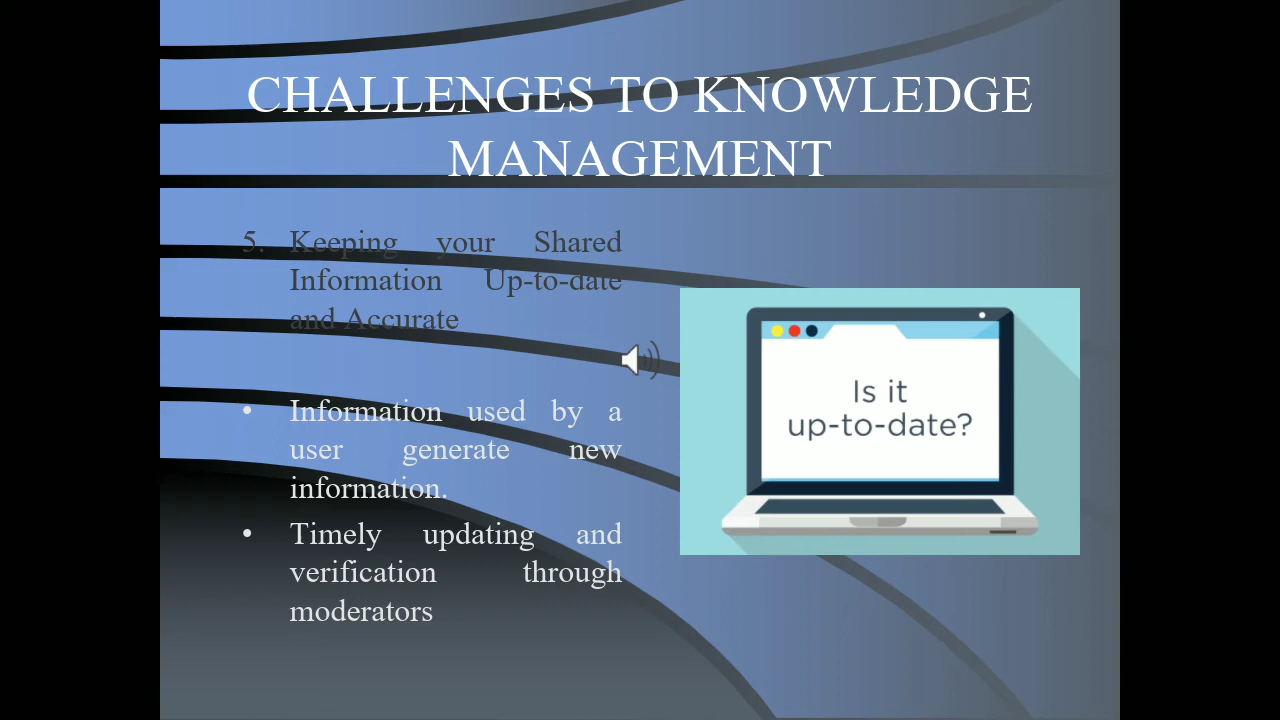 CHALLENGES TO KNOWLEDGE
MANAGEMENT
5. Keeping your Shared
Information Up-to-date
and Accurate
• Information used by a
user generate new
information.
• Timely updating and
verification through
moderators
Is it
up-to-date?